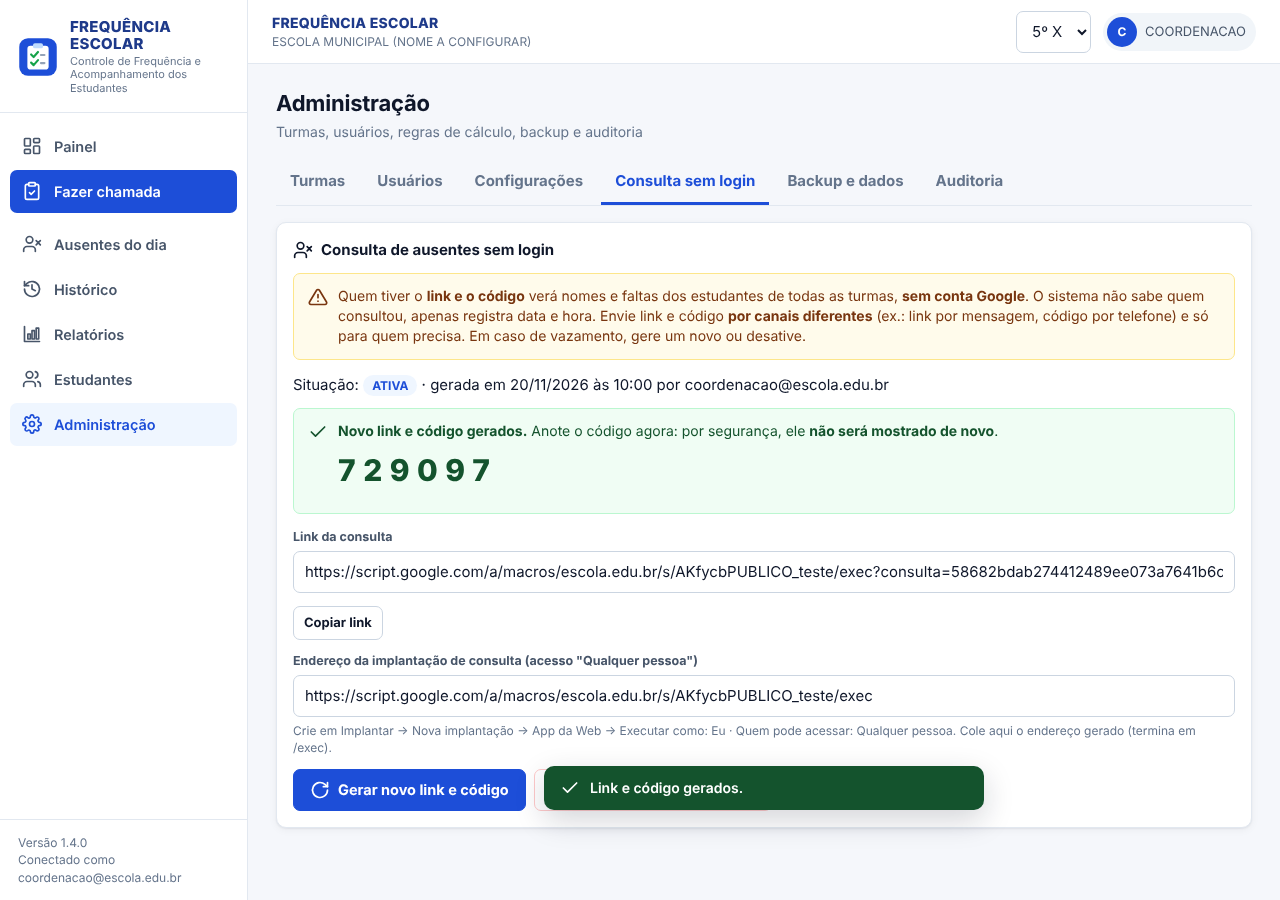 FREQUÊNCIA
ESCOLAR
Controle de Frequência e
Acompanhamento dos
Estudantes
Painel
Fazer chamada
Ausentes do dia
Histórico
Relatórios
Estudantes
Administração
Versão 1.4.0
Conectado como
coordenacao@escola.edu.br
FREQUÊNCIA ESCOLAR
ESCOLA MUNICIPAL (NOME A CONFIGURAR)
5º X
C COORDENACAO
Administração
Turmas, usuários, regras de cálculo, backup e auditoria
Turmas Usuários Configurações Consulta sem login Backup e dados Auditoria
Consulta de ausentes sem login
Quem tiver o link e o código verá nomes e faltas dos estudantes de todas as turmas, sem conta Google. O sistema não sabe quem
consultou, apenas registra data e hora. Envie link e código por canais diferentes (ex.: link por mensagem, código por telefone) e só
para quem precisa. Em caso de vazamento, gere um novo ou desative.
Situação: ATIVA · gerada em 20/11/2026 às 10:00 por coordenacao@escola.edu.br
Novo link e código gerados. Anote o código agora: por segurança, ele não será mostrado de novo.
729097
Link da consulta
https://script.google.com/a/macros/escola.edu.br/s/AKfycbPUBLICO_teste/exec?consulta=58682bdab274412489ee073a7641b6c
Copiar link
Endereço da implantação de consulta (acesso "Qualquer pessoa")
https://script.google.com/a/macros/escola.edu.br/s/AKfycbPUBLICO_teste/exec
Crie em Implantar → Nova implantação → App da Web → Executar como: Eu · Quem pode acessar: Qualquer pessoa. Cole aqui o endereço gerado (termina em
/exec).
Gerar novo link e código
Link e código gerados.